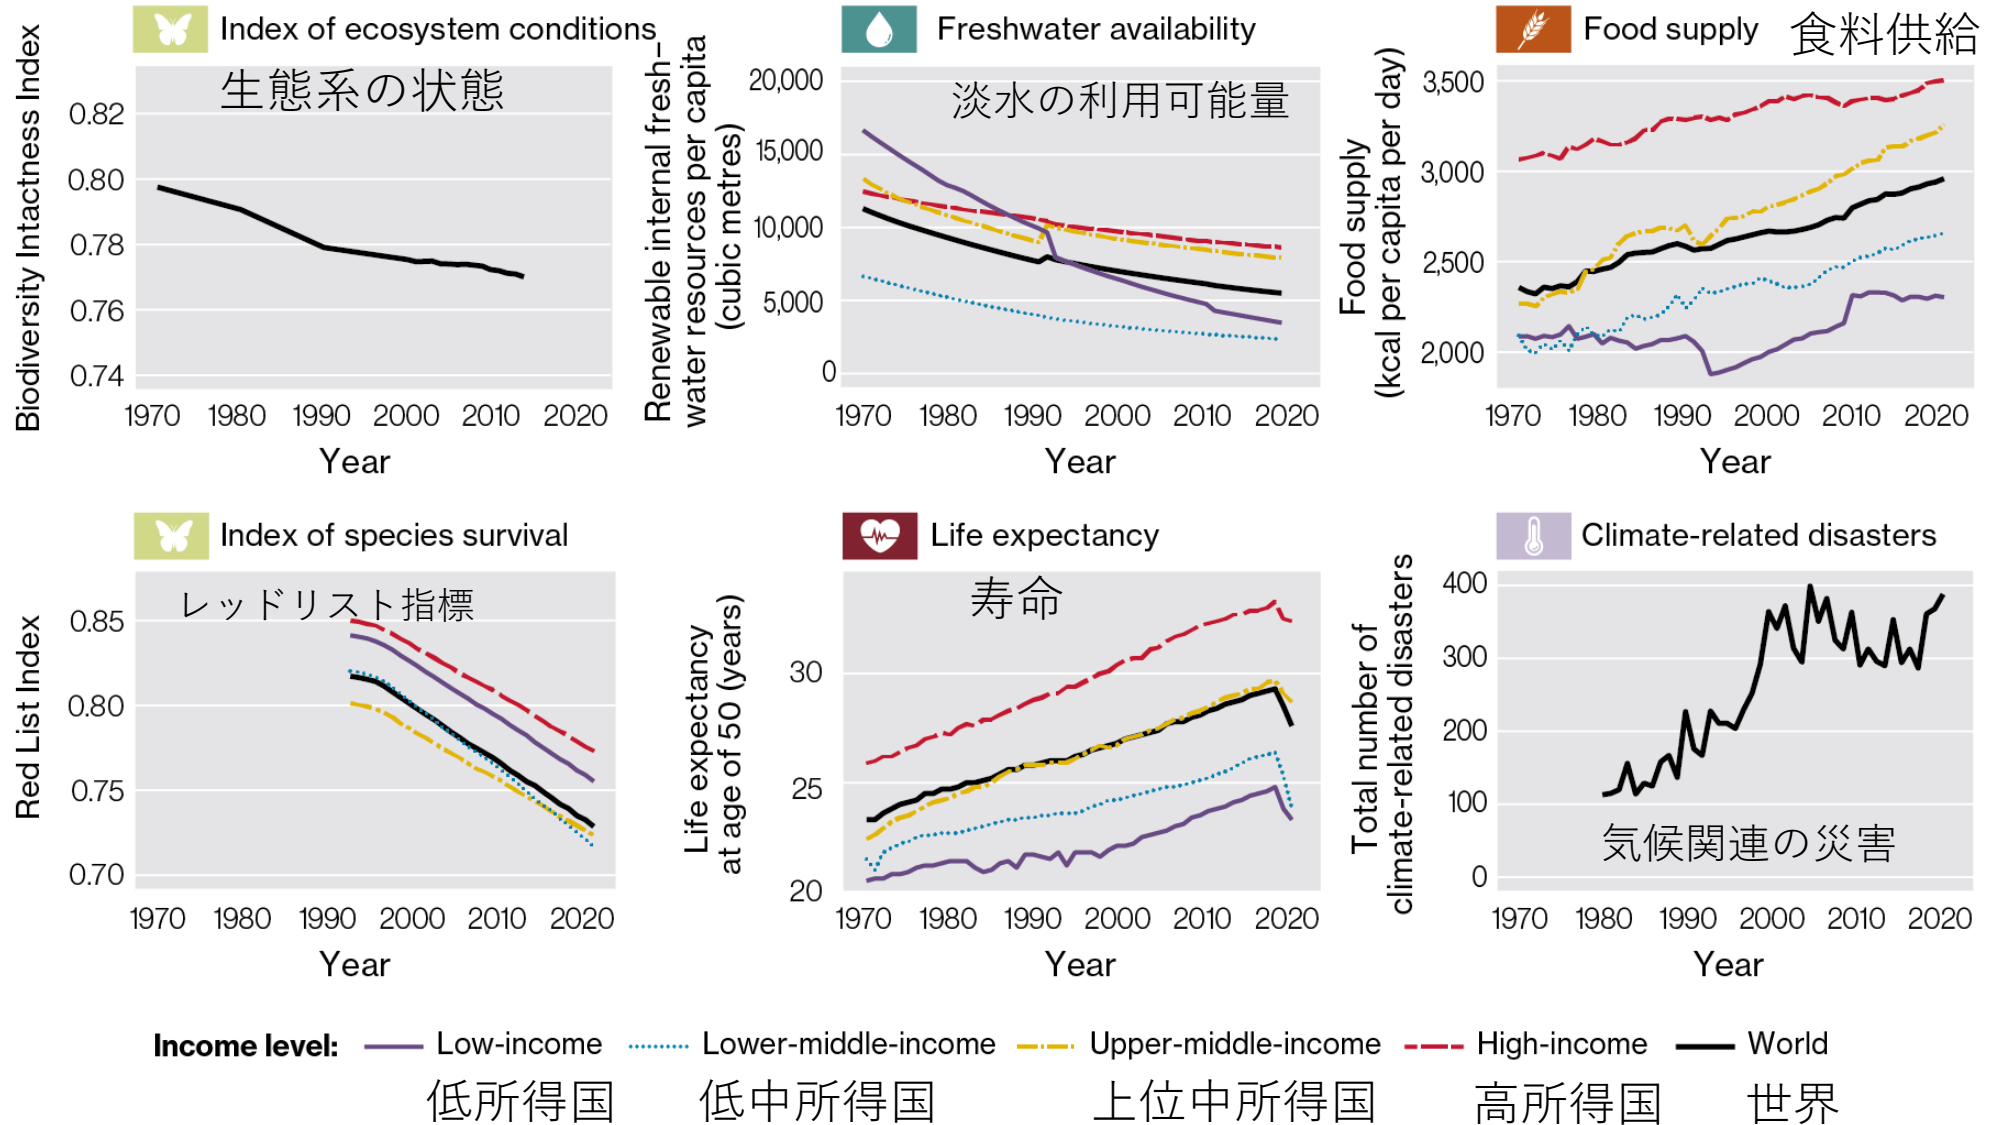 Index of ecosystem conditions
生態系の状態
Biodiversity Intactness Index
0.82
0.80
0.78
0.76
0.74
1970 1980 1990 2000 2010 2020
Year
Freshwater availability
淡水の利用可能量
Renewable internal fresh–
water resources per capita
(cubic metres)
20,000
15,000
10,000
5,000
0
1970 1980 1990 2000 2010 2020
Year
Food supply 食料供給
Food supply
(kcal per capita per day)
3,500
3,000
2,500
2,000
1970 1980 1990 2000 2010 2020
Year
Index of species survival
レッドリスト指標
Red List Index
0.85
0.80
0.75
0.70
1970 1980 1990 2000 2010 2020
Year
Life expectancy
寿命
Life expectancy
at age of 50 (years)
30
25
20
1970 1980 1990 2000 2010 2020
Year
Climate-related disasters
Total number of
climate-related disasters
400
300
200
100
0
気候関連の災害
1970 1980 1990 2000 2010 2020
Year
Income level: Low-income Lower-middle-income Upper-middle-income High-income World
低所得国 低中所得国 上位中所得国 高所得国 世界